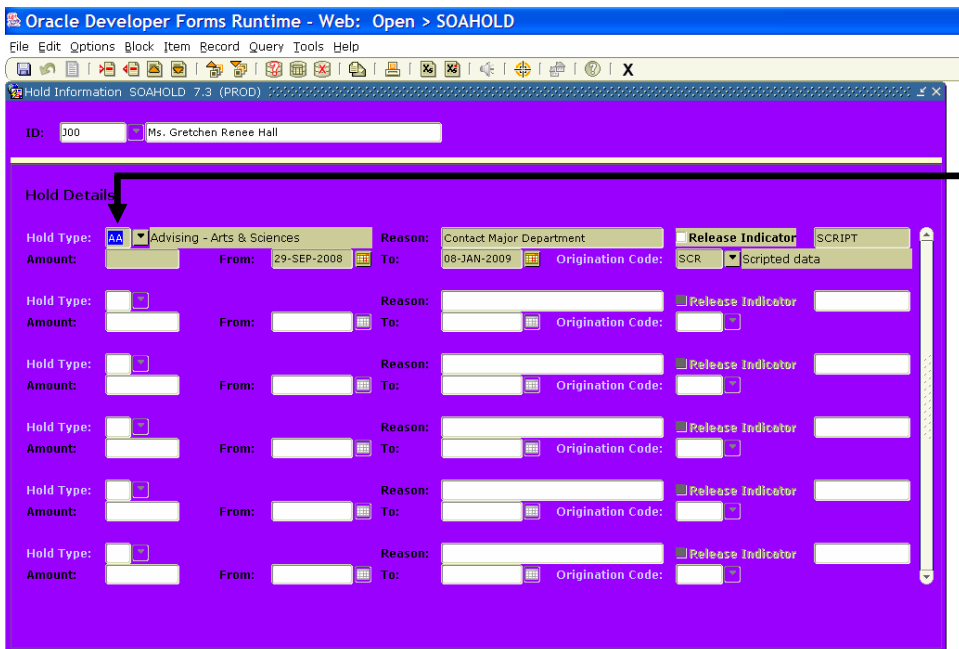 Oracle Developer Forms Runtime - Web: Open > SOAHOLD
File Edit Options Block Item Record Query Tools Help
X
Hold Information SOAHOLD 7.3 (PROD)
ID: J00 Ms. Gretchen Renee Hall
Hold Details
Hold Type: AA Advising - Arts & Sciences Reason: Contact Major Department Release Indicator SCRIPT
Amount: From: 29-SEP-2008 To: 08-JAN-2009 Origination Code: SCR Scripted data
Hold Type: Reason: Release Indicator
Amount: From: To: Origination Code:
Hold Type: Reason: Release Indicator
Amount: From: To: Origination Code:
Hold Type: Reason: Release Indicator
Amount: From: To: Origination Code:
Hold Type: Reason: Release Indicator
Amount: From: To: Origination Code:
Hold Type: Reason: Release Indicator
Amount: From: To: Origination Code: